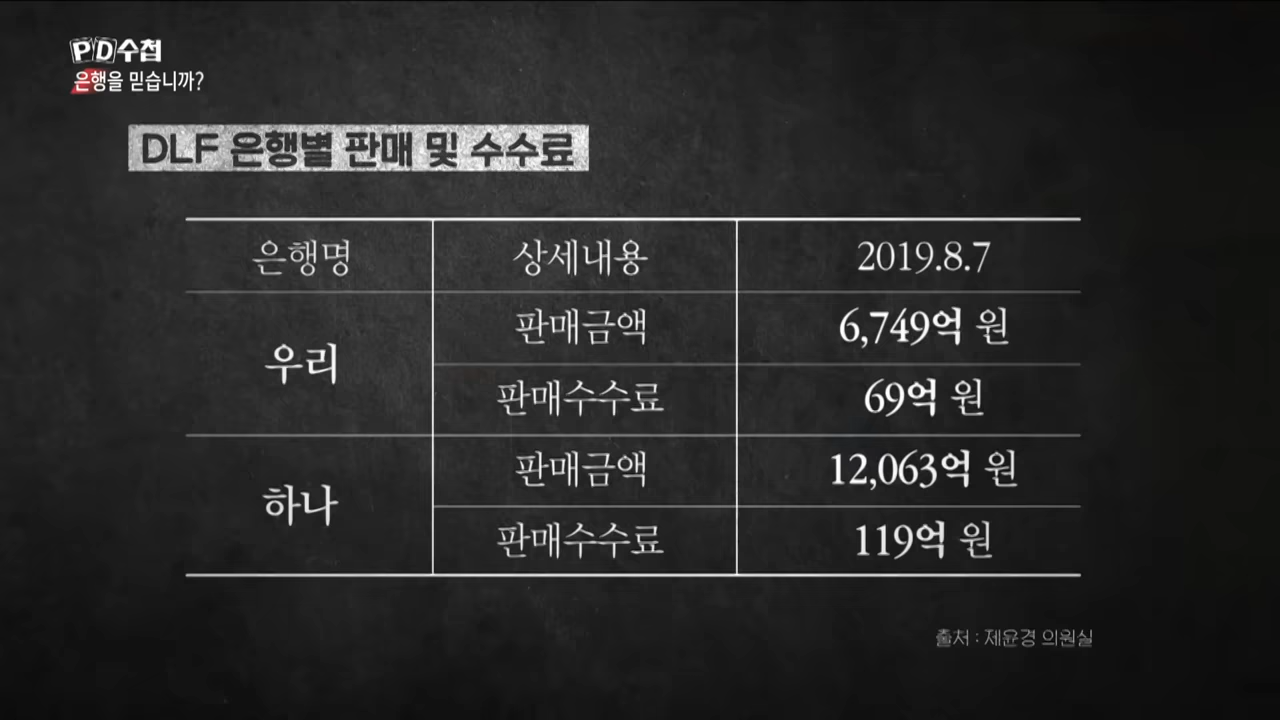 PD수첩
은행을 믿습니까?
DLF 은행별 판매 및 수수료
은행명 상세내용 2019.8.7
우리
판매금액 6,749억 원
판매수수료 69억 원
하나
판매금액 12,063억 원
판매수수료 119억 원
출처 : 제윤경 의원실